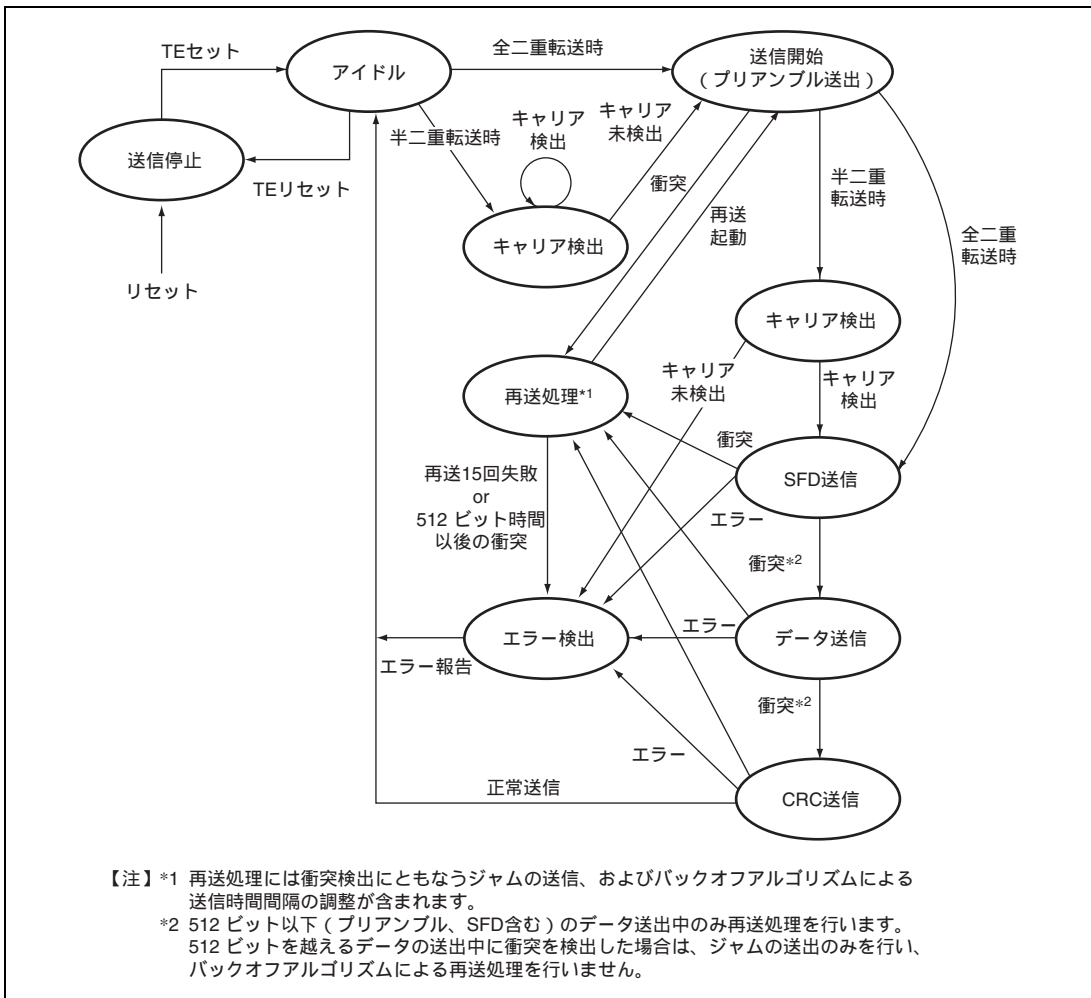 TEセット
アイドル
全二重転送時
送信開始
(プリアンブル送出)
送信停止
TEリセット
リセット
半二重転送時
キャリア
検出
キャリア
未検出
キャリア検出
衝突
再送
起動
半二重
転送時
全二重
転送時
キャリア検出
キャリア
未検出
キャリア
検出
再送処理*1
衝突
SFD送信
再送15回失敗
or
512 ビット時間
以後の衝突
エラー
衝突*2
エラー検出
エラー
データ送信
エラー報告
衝突*2
エラー
正常送信
CRC送信
【注】*1 再送処理には衝突検出にともなうジャムの送信、およびバックオフアルゴリズムによる
送信時間間隔の調整が含まれます。
*2 512 ビット以下(プリアンブル、SFD含む)のデータ送出中のみ再送処理を行います。
512 ビットを越えるデータの送出中に衝突を検出した場合は、ジャムの送出のみを行い、
バックオフアルゴリズムによる再送処理を行いません。